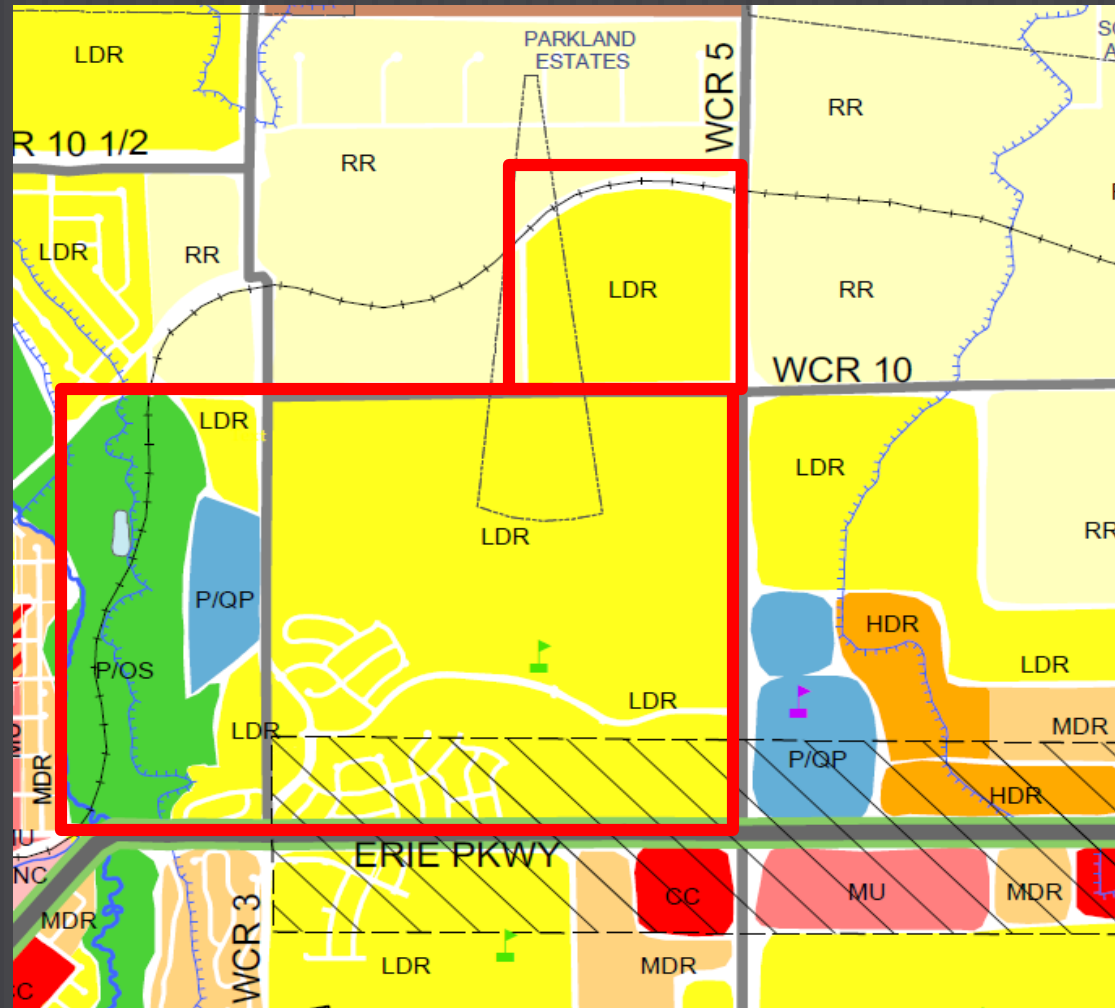 LDR
PARKLAND
ESTATES
WCR 5
RR
R 10 1/2
RR
LDR
RR
LDR
RR
WCR 10
LDR
LDR
LDR
RR
P/QP
HDR
P/OS
LDR
LDR
LDR
MDR
MDR
P/QP
HDR
ERIE PKWY
NC
CC
MU
MDR
MDR
WCR 3
LDR
MDR